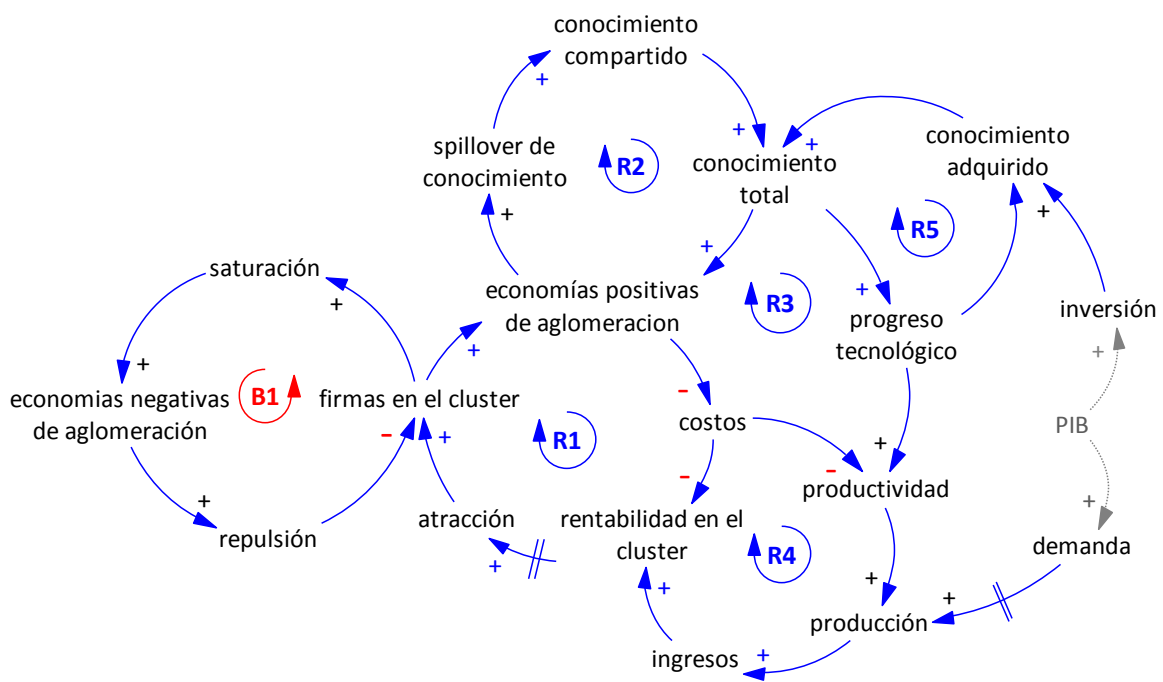 conocimiento
compartido
+
+
+
conocimiento
adquirido
+
spillover de
conocimiento
R2
conocimiento
total
+
+
R5
saturación
+
economías positivas
de aglomeracion
R3
+
progreso
tecnológico
inversión
+
+
+
economias negativas
de aglomeración
B1
firmas en el cluster
–
+
R1
–
costos
+
PIB
–
–
productividad
+
repulsión
atracción
+
rentabilidad en el
cluster
R4
+
demanda
+
+
+
producción
ingresos
+